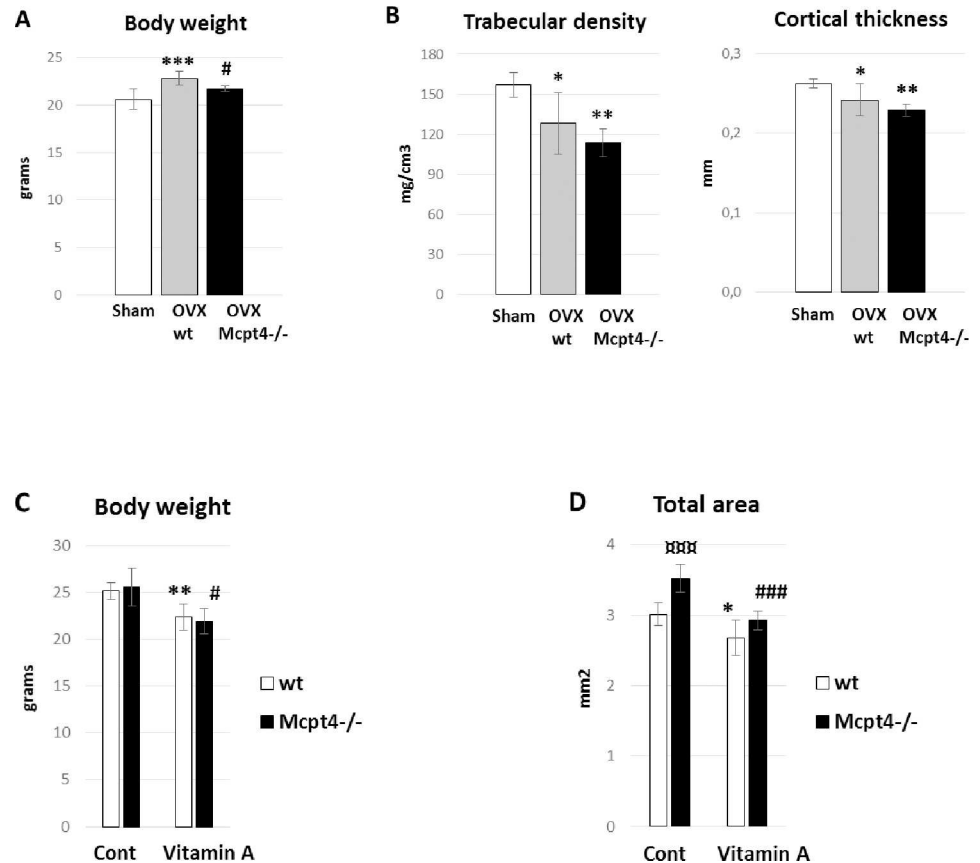 A
Body weight
25
20
15
10
5
0
grams
***
#
Sham
OVX
wt
OVX
Mcpt4-/-
B
Trabecular density
180
150
120
90
60
30
0
mg/cm3
*
**
Sham
OVX
wt
OVX
Mcpt4-/-
Cortical thickness
0,3
0,2
0,1
0,0
mm
*
**
Sham
OVX
wt
OVX
Mcpt4-/-
C
Body weight
30
25
20
15
10
5
0
grams
**
#
Cont
Vitamin A
wt
Mcpt4-/-
D
Total area
4
3
2
1
0
mm2
¤¤¤
*
###
Cont
Vitamin A
wt
Mcpt4-/-